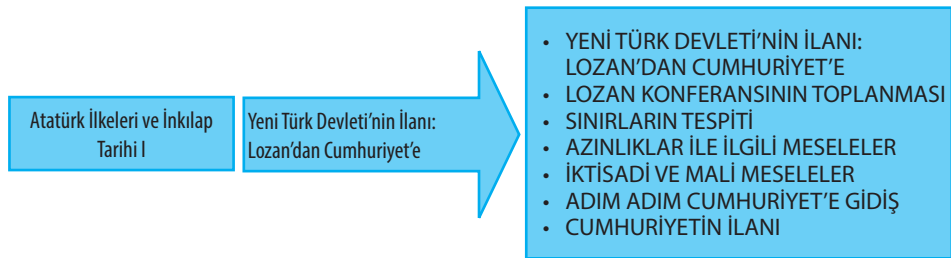 Atatürk İlkeleri ve İnkılap
Tarihi I
Yeni Türk Devleti’nin İlanı:
Lozan’dan Cumhuriyet’e
• YENİ TÜRK DEVLETİ’NİN İLANI:
LOZAN’DAN CUMHURİYET’E
• LOZAN KONFERANSININ TOPLANMASI
• SINIRLARIN TESPİTİ
• AZINLIKLAR İLE İLGİLİ MESELELER
• İKTİSADİ VE MALİ MESELELER
• ADIM ADIM CUMHURİYET’E GİDİŞ
• CUMHURİYETİN İLANI